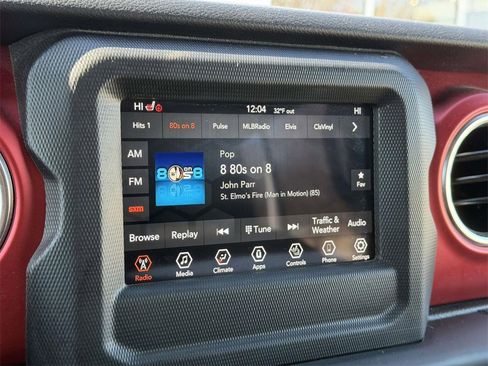 HI 12:04 32°F out HI
Hits 1 80s on 8 Pulse MLBRadio Elvis ClsVinyl
AM
FM
Pop
8 80s on 8
John Parr
St. Elmo's Fire (Man in Motion) (85)
Fav
Browse Replay Tune Traffic & Weather Audio
Radio Media Climate Apps Controls Phone Settings